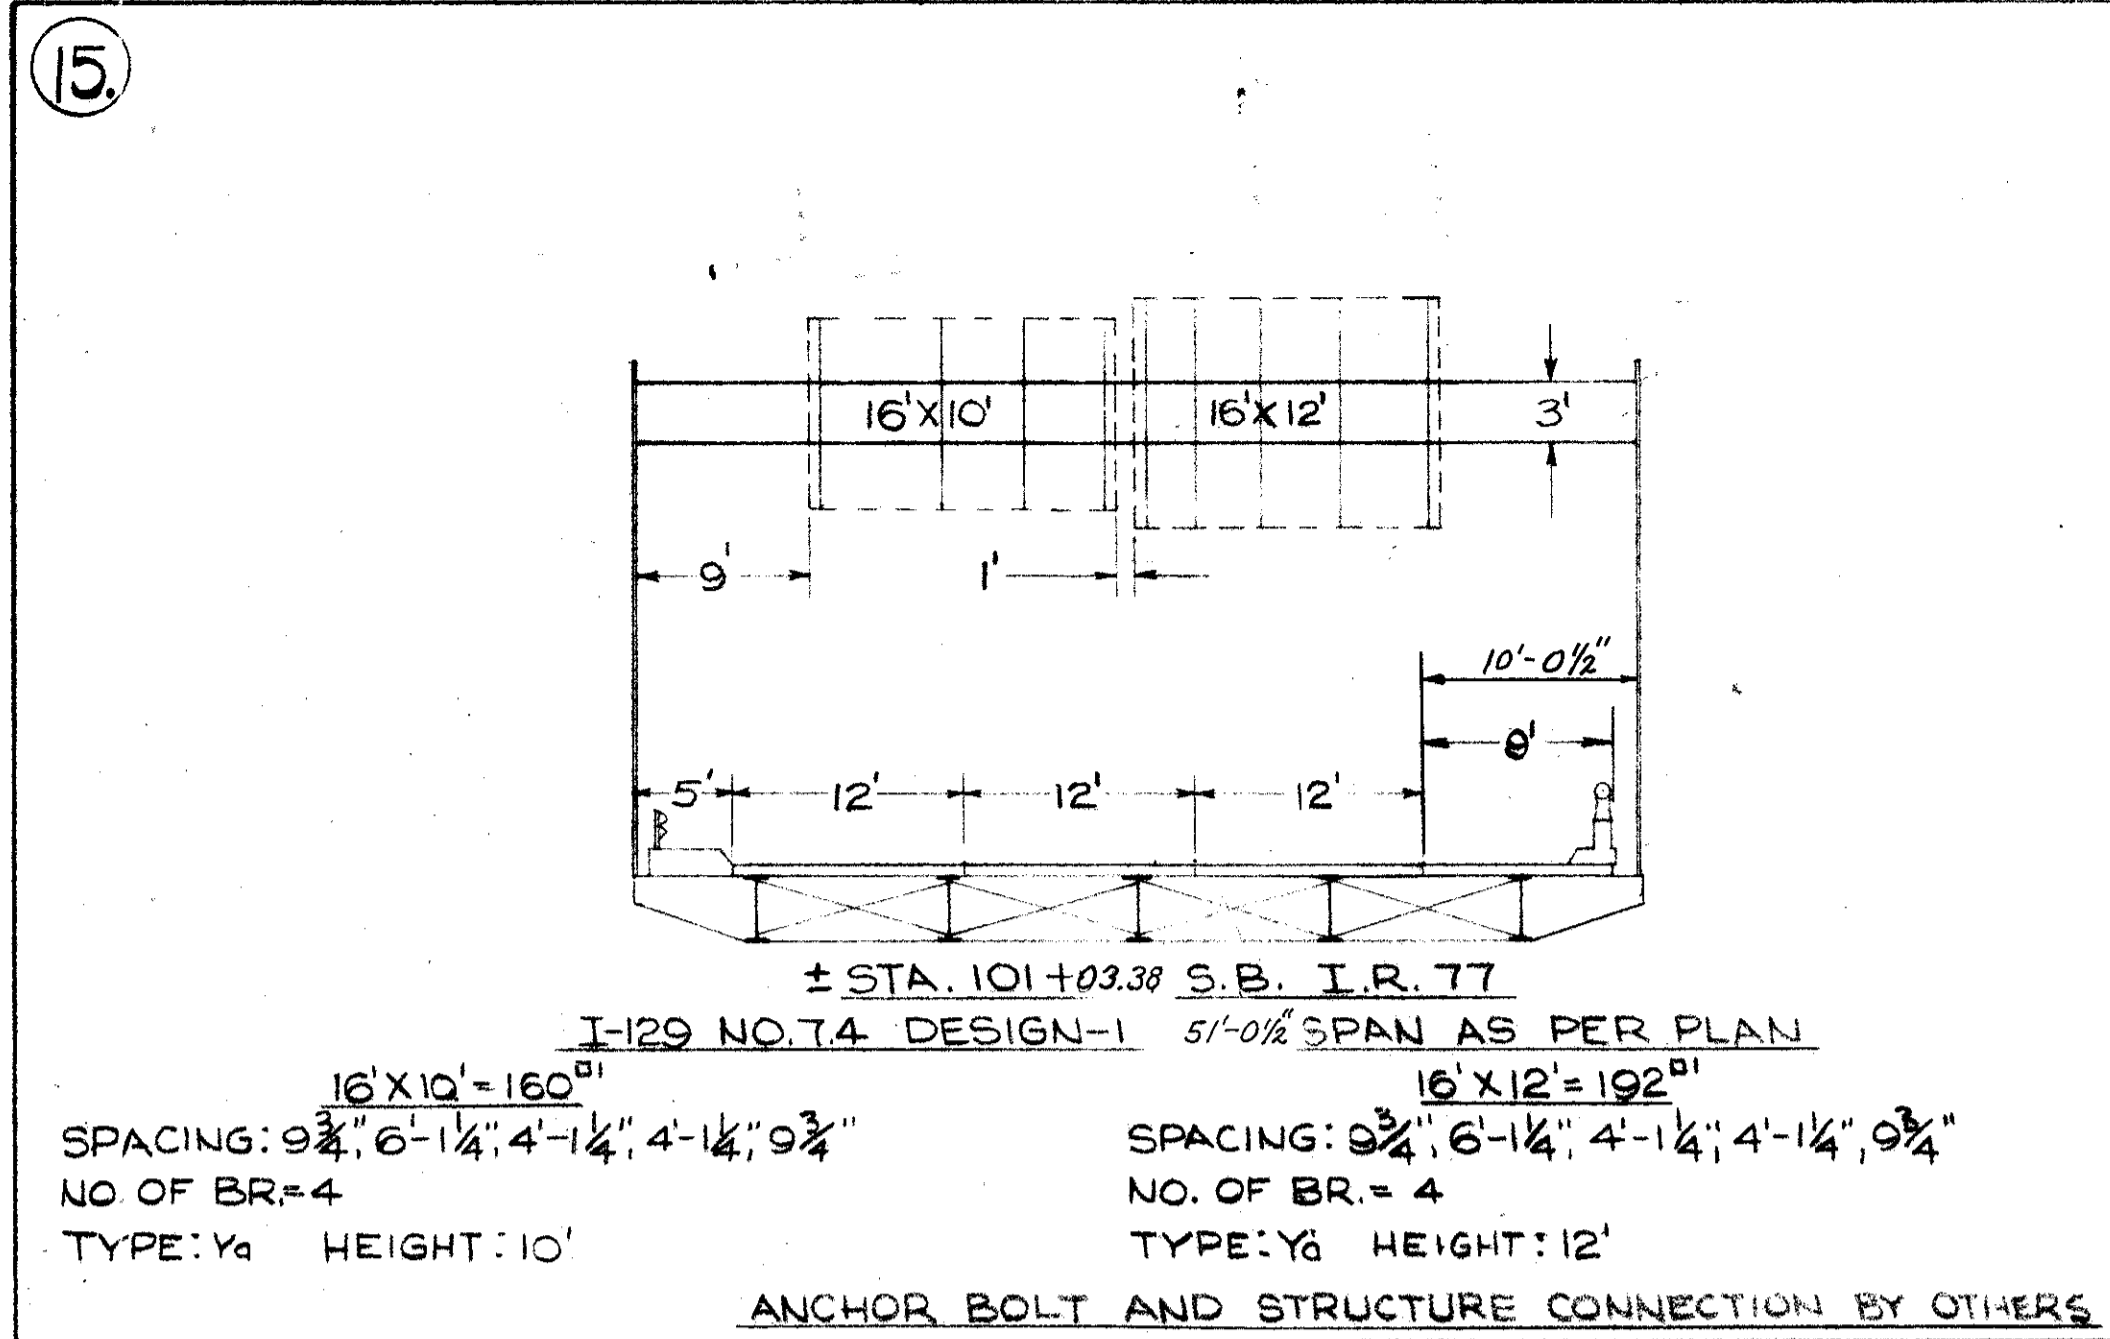 15.
16'X10' 16'X12' 3'
9' 1'
10'-0½"
5' 12' 12' 12'
± STA. 101+03.38 S.B. I.R. 77
I-129 NO. 7.4 DESIGN-1 51'-0½" SPAN AS PER PLAN
16'X10'=160□'
SPACING: 9¾", 6'-1¼", 4'-1¼", 4'-1¼", 9¾"
NO. OF BR.=4
TYPE: Ya HEIGHT: 10'
16'X12'=192□'
SPACING: 9¾", 6'-1¼", 4'-1¼", 4'-1¼", 9¾"
NO. OF BR.= 4
TYPE: Ya HEIGHT: 12'
ANCHOR BOLT AND STRUCTURE CONNECTION BY OTHERS